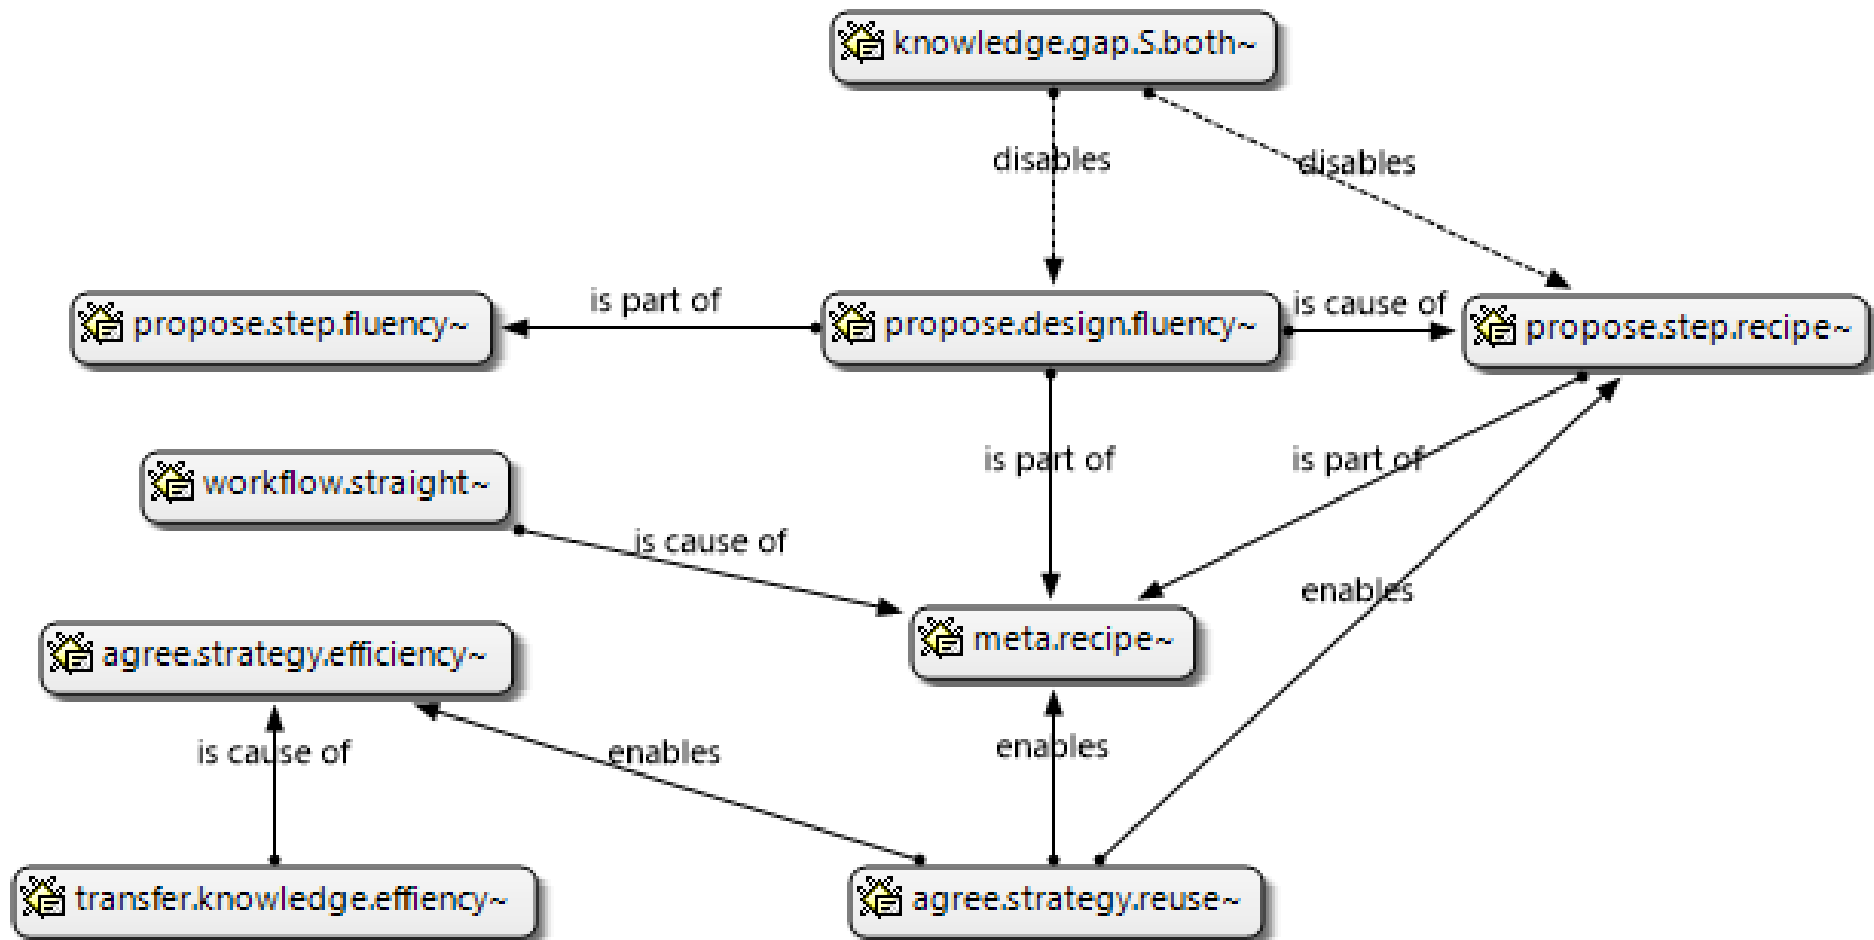 knowledge.gap.S.both~
disables
disables
is part of
is cause of
propose.step.fluency~
propose.design.fluency~
propose.step.recipe~
is part of
is part of
workflow.straight~
is cause of
enables
agree.strategy.efficiency~
meta.recipe~
is cause of
enables
enables
transfer.knowledge.effiency~
agree.strategy.reuse~